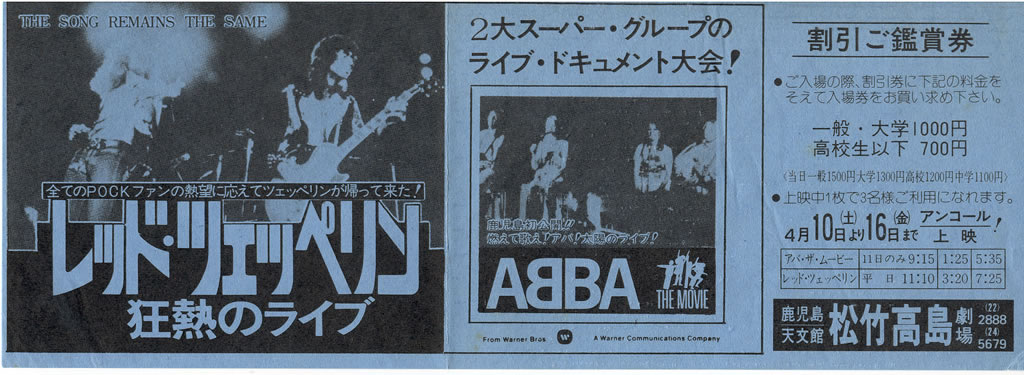 THE SONG REMAINS THE SAME
全てのPOCKファンの熱望に応えてツェッペリンが帰って来た!
レッド・ツェッペリン
狂熱のライブ
2大スーパー・グループの
ライブ・ドキュメント大会!
鹿児島初公開!!
燃えて歌え!アバ!太陽のライブ!
ABBA
THE MOVIE
From Warner Bros
A Warner Communications Company
割引ご鑑賞券
●ご入場の際、割引券に下記の料金を
そえて入場券をお買い求め下さい。
一般・大学1000円
高校生以下 700円
(当日一般1500円大学1300円高校1200円中学1100円)
●上映中1枚で3名様ご利用になれます。
4月10日(土)より16日(金)まで アンコール上映!
アバ・ザ・ムービー 11日のみ9:15 1:25 5:35
レッド・ツェッペリン 平日 11:10 3:20 7:25
鹿児島天文館 松竹高島劇場 (22)2888 (24)5679